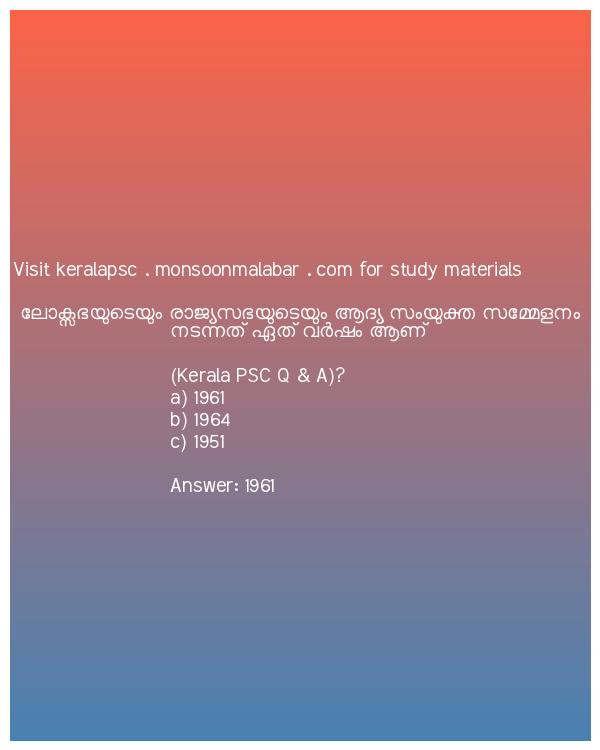 Visit keralapsc . monsoonmalabar . com for study materials
ലോക്സഭയുടെയും രാജ്യസഭയുടെയും ആദ്യ സംയുക്ത സമ്മേളനം
നടന്നത് ഏത് വർഷം ആണ്
(Kerala PSC Q & A)?
a) 1961
b) 1964
c) 1951
Answer: 1961